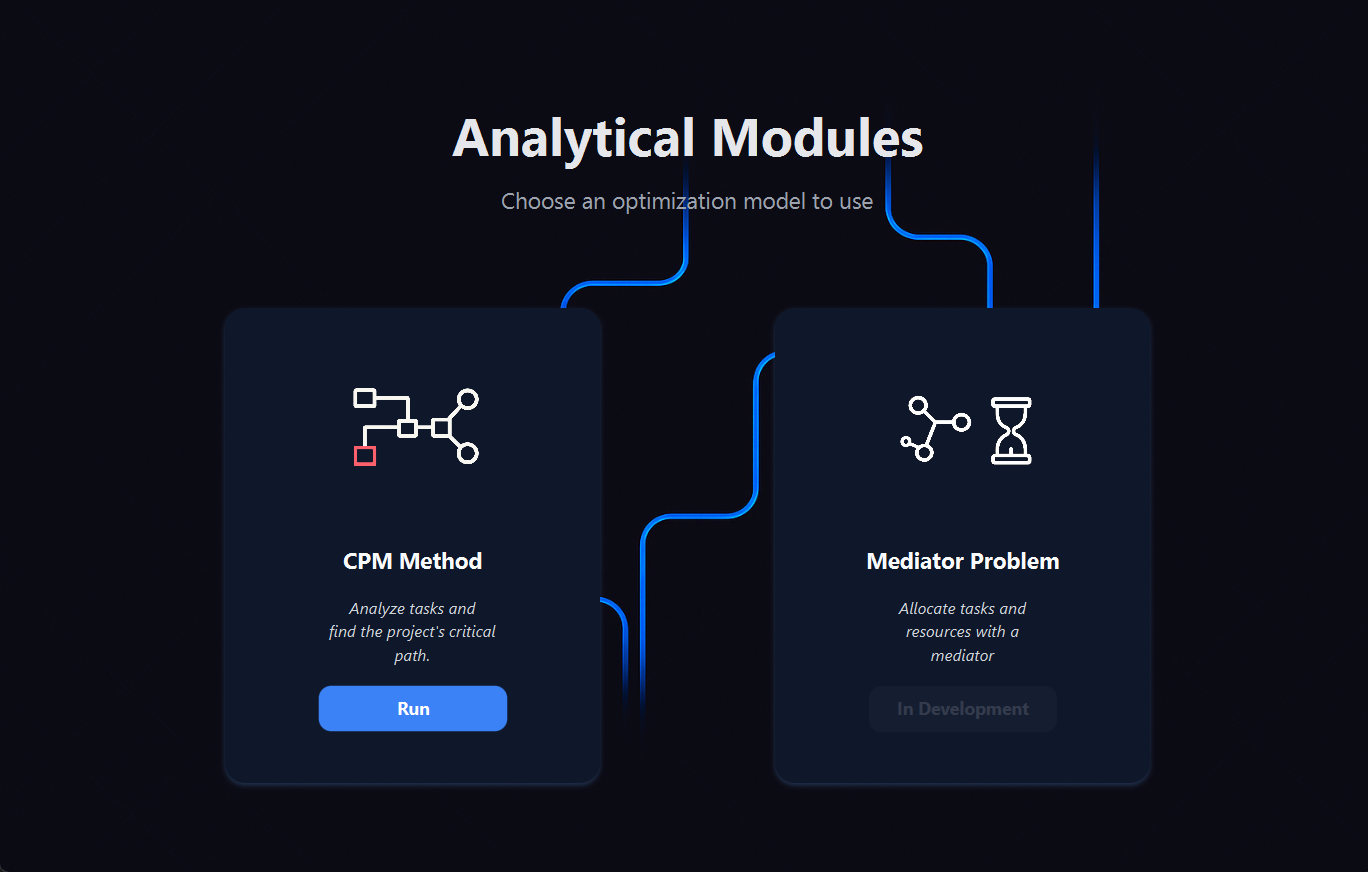 Analytical Modules
Choose an optimization model to use
CPM Method
Analyze tasks and
find the project's critical
path.
Run
Mediator Problem
Allocate tasks and
resources with a
mediator
In Development